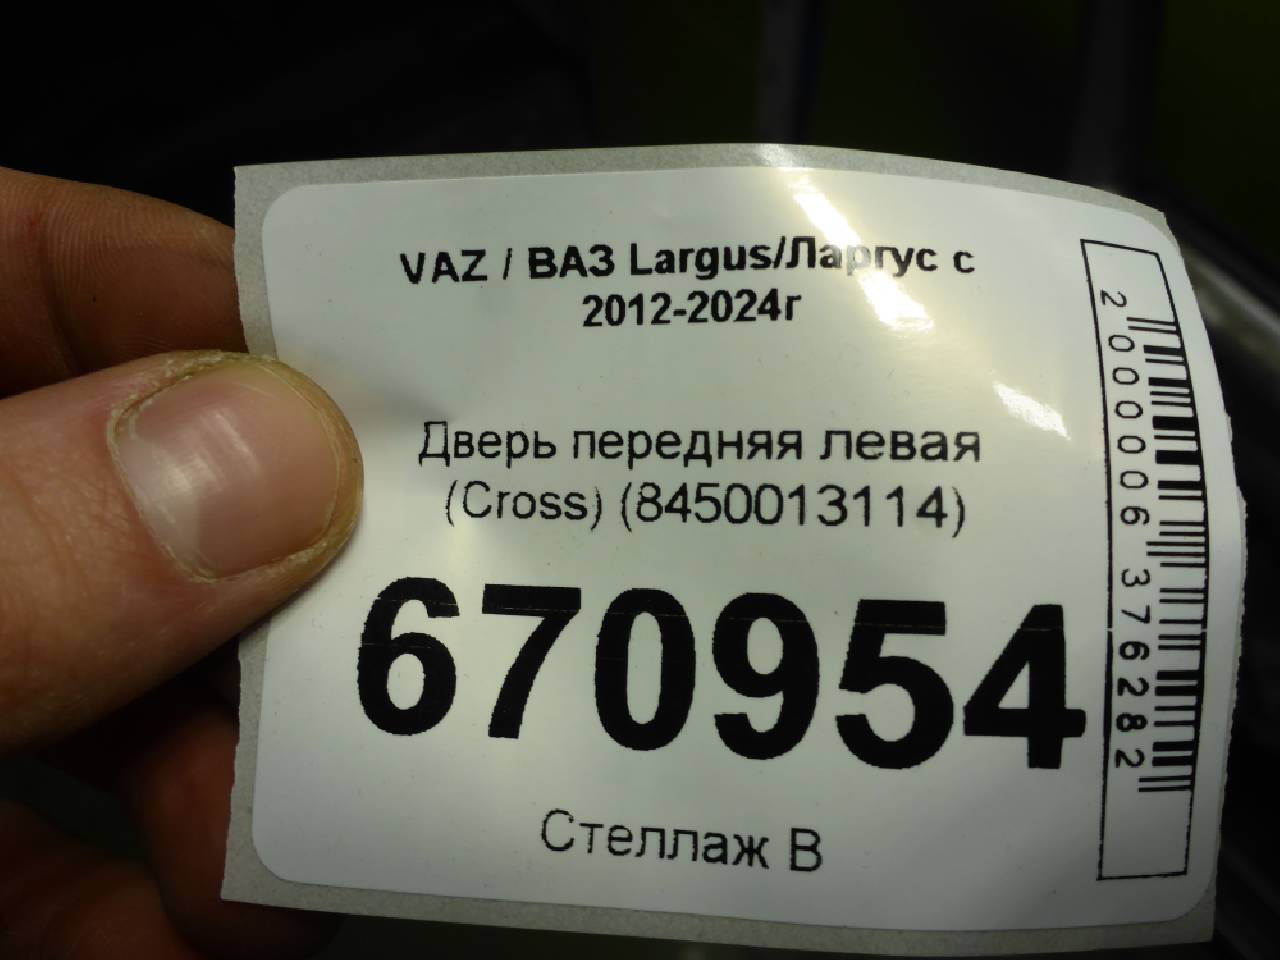 VAZ / ВАЗ Largus/Ларгус с
2012-2024г
Дверь передняя левая
(Cross) (8450013114)
670954
Стеллаж В
2000006376282